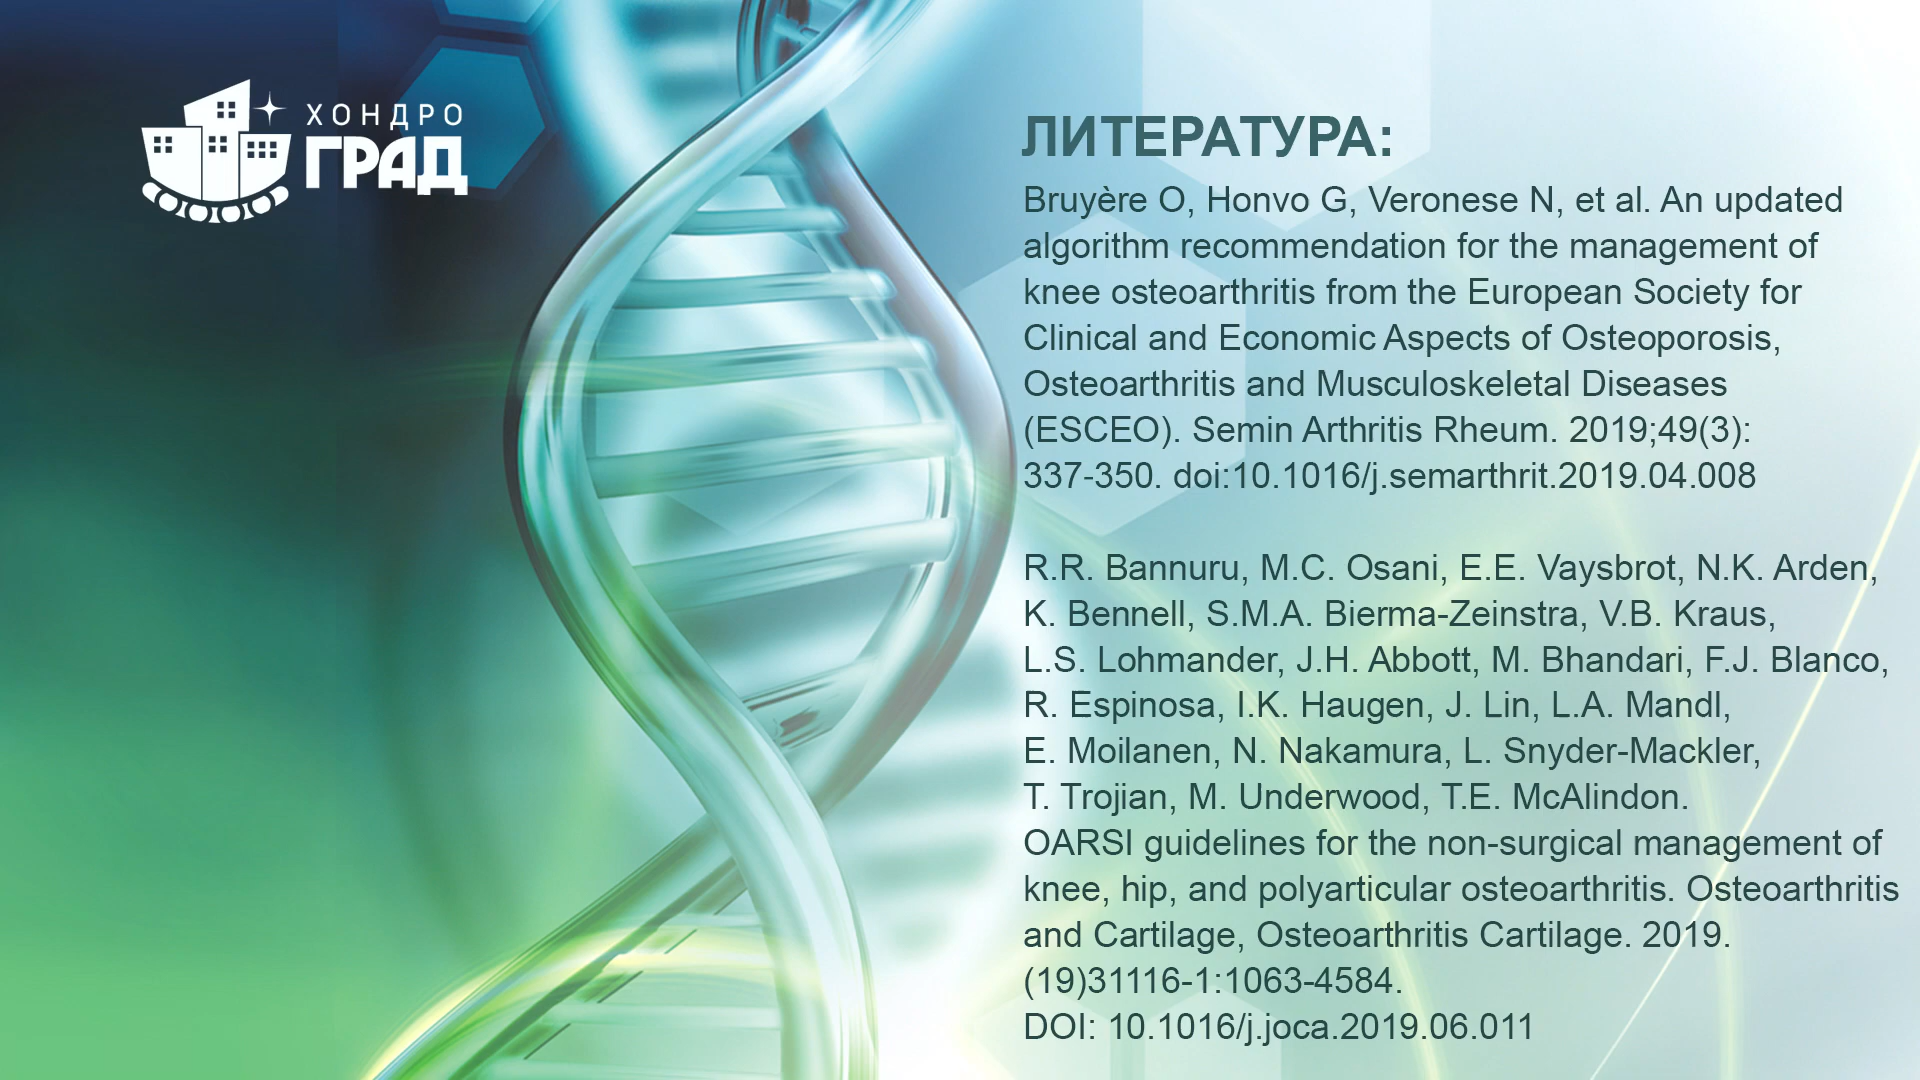 ХОНДРО
ГРАД
ЛИТЕРАТУРА:
Bruyère O, Honvo G, Veronese N, et al. An updated
algorithm recommendation for the management of
knee osteoarthritis from the European Society for
Clinical and Economic Aspects of Osteoporosis,
Osteoarthritis and Musculoskeletal Diseases
(ESCEO). Semin Arthritis Rheum. 2019;49(3):
337-350. doi:10.1016/j.semarthrit.2019.04.008
R.R. Bannuru, M.C. Osani, E.E. Vaysbrot, N.K. Arden,
K. Bennell, S.M.A. Bierma-Zeinstra, V.B. Kraus,
L.S. Lohmander, J.H. Abbott, M. Bhandari, F.J. Blanco,
R. Espinosa, I.K. Haugen, J. Lin, L.A. Mandl,
E. Moilanen, N. Nakamura, L. Snyder-Mackler,
T. Trojian, M. Underwood, T.E. McAlindon.
OARSI guidelines for the non-surgical management of
knee, hip, and polyarticular osteoarthritis. Osteoarthritis
and Cartilage, Osteoarthritis Cartilage. 2019.
(19)31116-1:1063-4584.
DOI: 10.1016/j.joca.2019.06.011